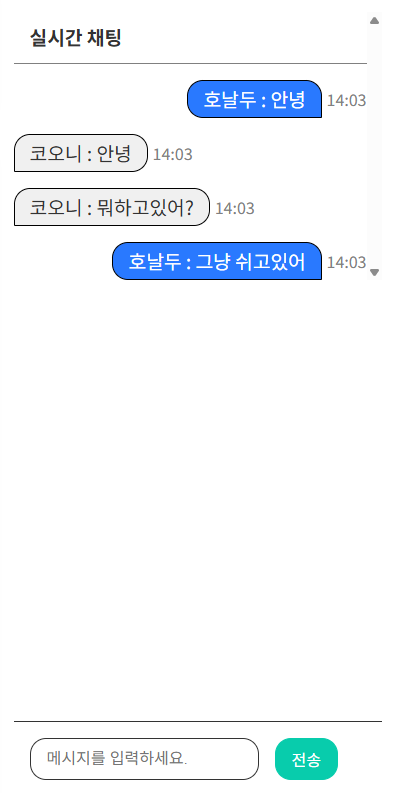 실시간 채팅
호날두 : 안녕 14:03
코오니 : 안녕 14:03
코오니 : 뭐하고있어? 14:03
호날두 : 그냥 쉬고있어 14:03
메시지를 입력하세요. 전송